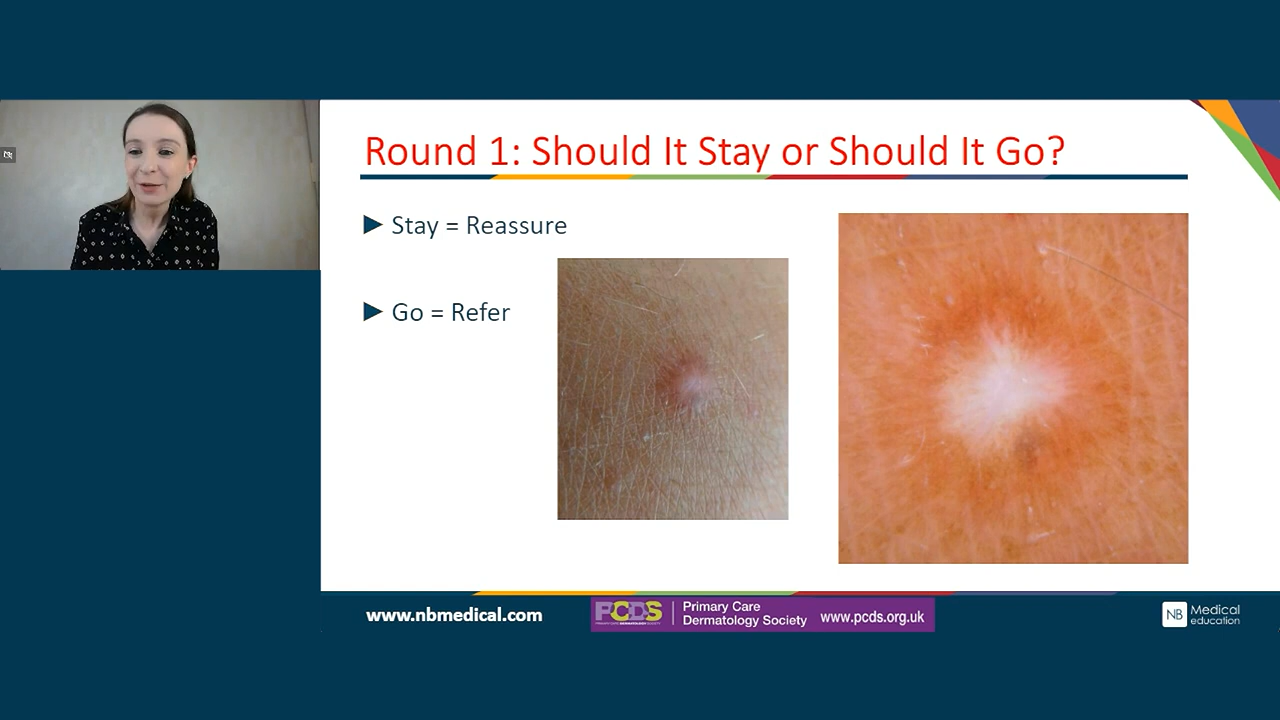 Round 1: Should It Stay or Should It Go?
Stay = Reassure
Go = Refer
www.nbmedical.com
PCDS
Primary Care
Dermatology Society
www.pcds.org.uk
NB
Medical
education